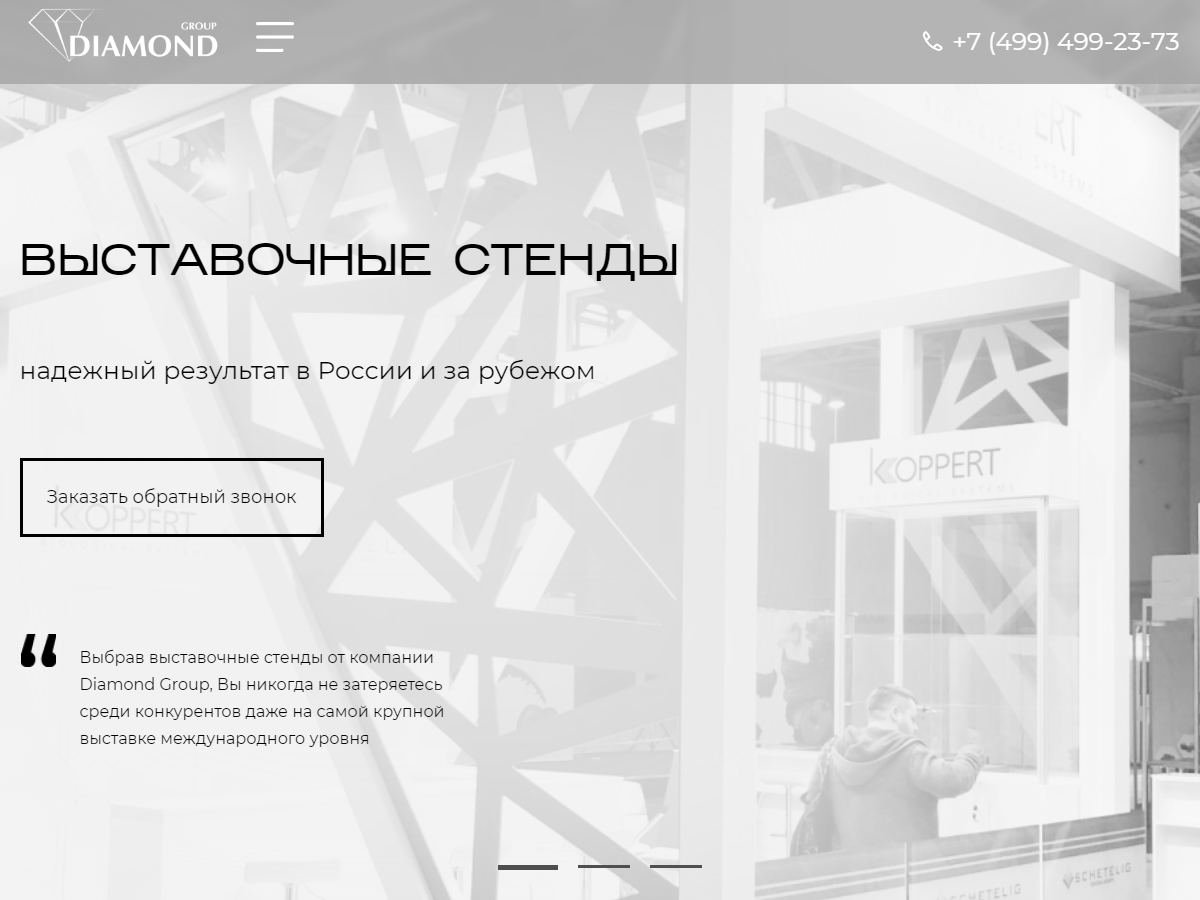 GROUP
DIAMOND
+7 (499) 499-23-73
ВЫСТАВОЧНЫЕ СТЕНДЫ
надежный результат в России и за рубежом
Заказать обратный звонок
KOPPERT
Выбрав выставочные стенды от компании
Diamond Group, Вы никогда не затеряетесь
среди конкурентов даже на самой крупной
выставке международного уровня
KOPPERT
SCHETELIG
SCHETELIG